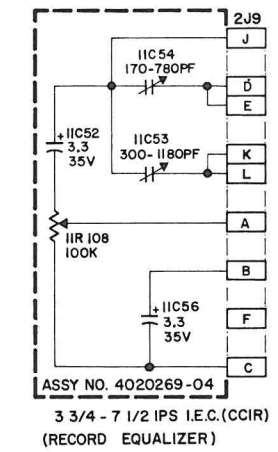 2J9
J
11C54
170-780PF
D
E
+ 11C52
3.3
35V
11C53
300-1180PF
K
L
A
11R108
100K
B
+ 11C56
3.3
35V
F
C
ASSY NO. 4020269-04
3 3/4 - 7 1/2 IPS I.E.C.(CCIR)
(RECORD EQUALIZER)